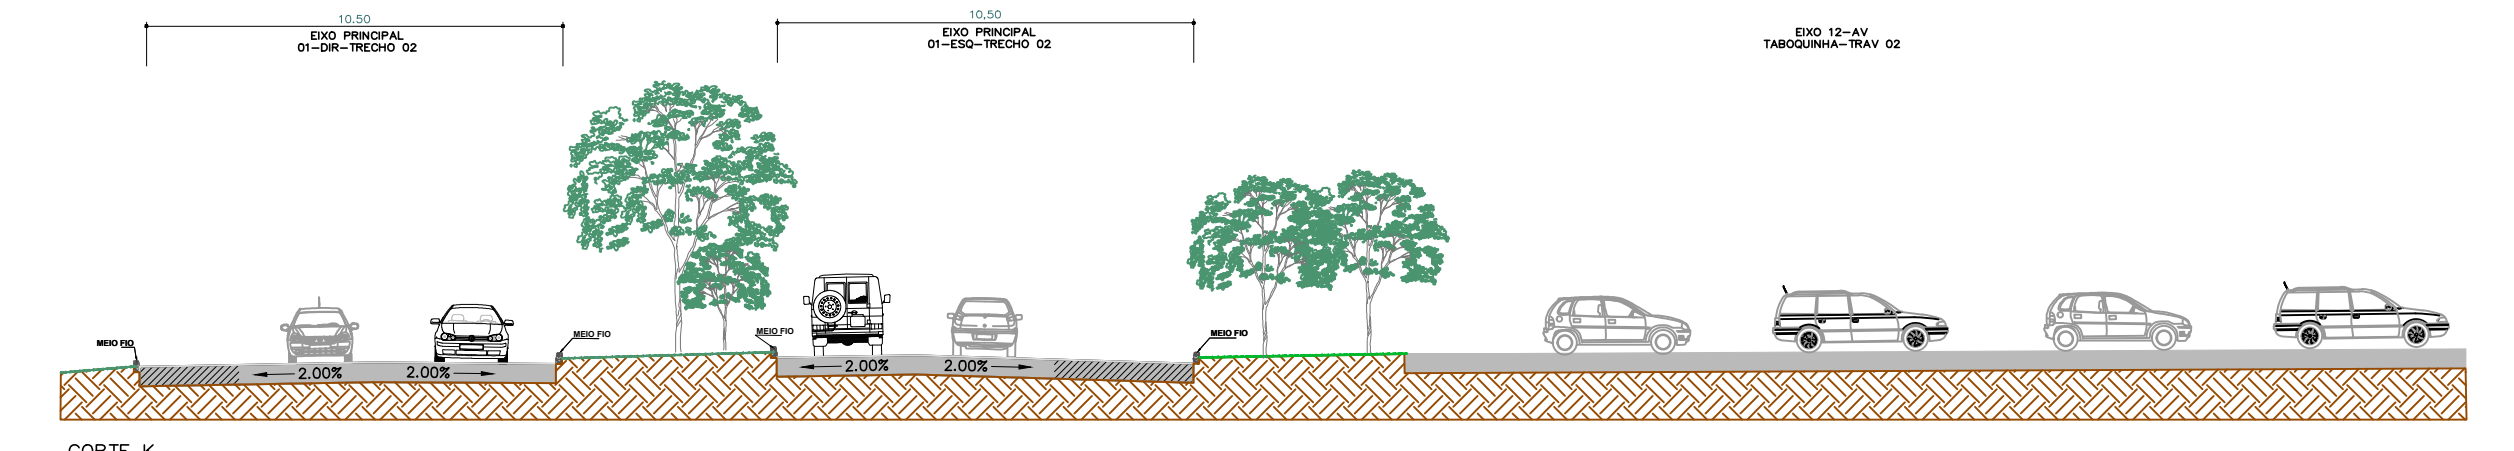 10.50
EIXO PRINCIPAL
01-DIR-TRECHO 02
10,50
EIXO PRINCIPAL
01-ESQ-TRECHO 02
EIXO 12-AV
TABOQUINHA-TRAV 02
MEIO FIO
MEIO FIO
MEIO FIO
MEIO FIO
2.00%
2.00%
2.00%
2.00%
CORTE K